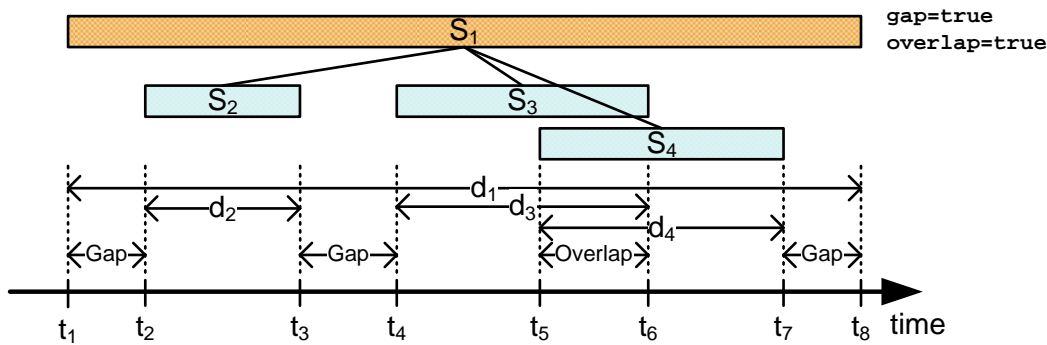 gap=true
overlap=true
S₁
S₂
S₃
S₄
d₁
d₂
d₃
d₄
Gap
Gap
Overlap
Gap
t₁ t₂ t₃ t₄ t₅ t₆ t₇ t₈ time